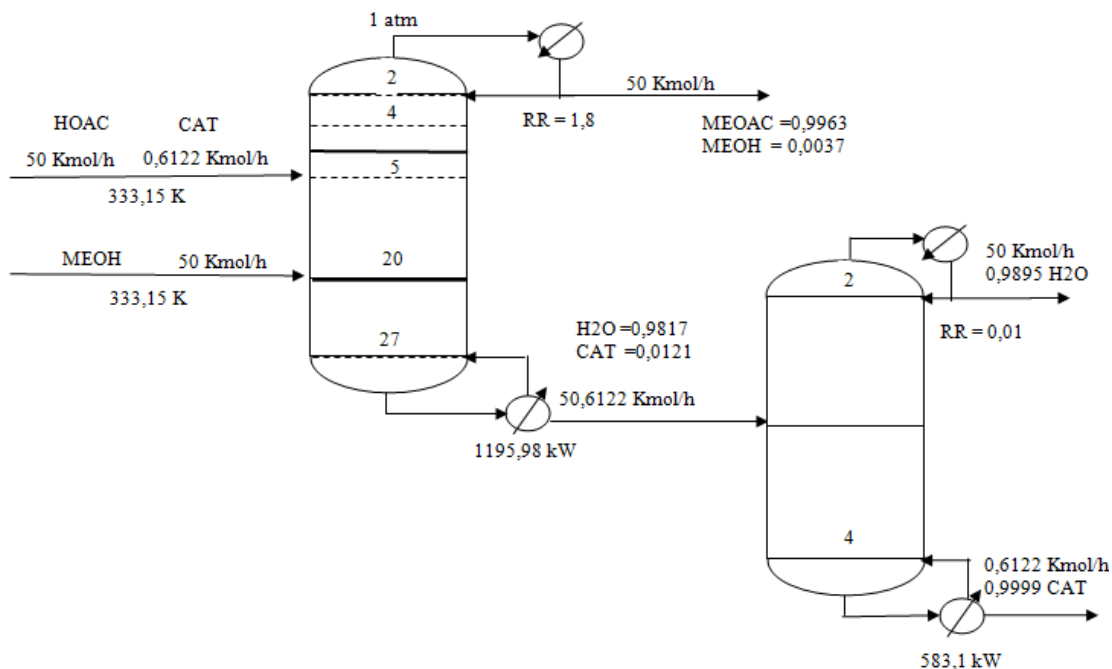 1 atm
2
50 Kmol/h
4
RR = 1,8
HOAC CAT
MEOAC =0,9963
MEOH = 0,0037
50 Kmol/h 0,6122 Kmol/h
5
333,15 K
MEOH 50 Kmol/h
20
333,15 K
50 Kmol/h
0,9895 H2O
2
RR = 0,01
H2O =0,9817
CAT =0,0121
27
50,6122 Kmol/h
1195,98 kW
4
0,6122 Kmol/h
0,9999 CAT
583,1 kW